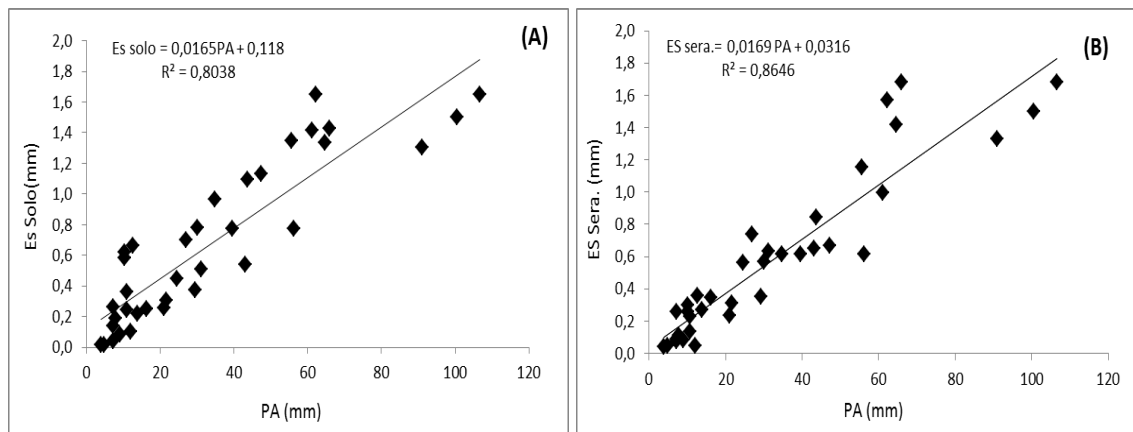 (A)
Es solo = 0,0165PA + 0,118
R² = 0,8038
2,0
1,8
1,6
1,4
1,2
1,0
0,8
0,6
0,4
0,2
0,0
Es Solo(mm)
0 20 40 60 80 100 120
PA (mm)
(B)
ES sera.= 0,0169 PA + 0,0316
R² = 0,8646
2,0
1,8
1,6
1,4
1,2
1,0
0,8
0,6
0,4
0,2
0,0
ES Sera. (mm)
0 20 40 60 80 100 120
PA (mm)